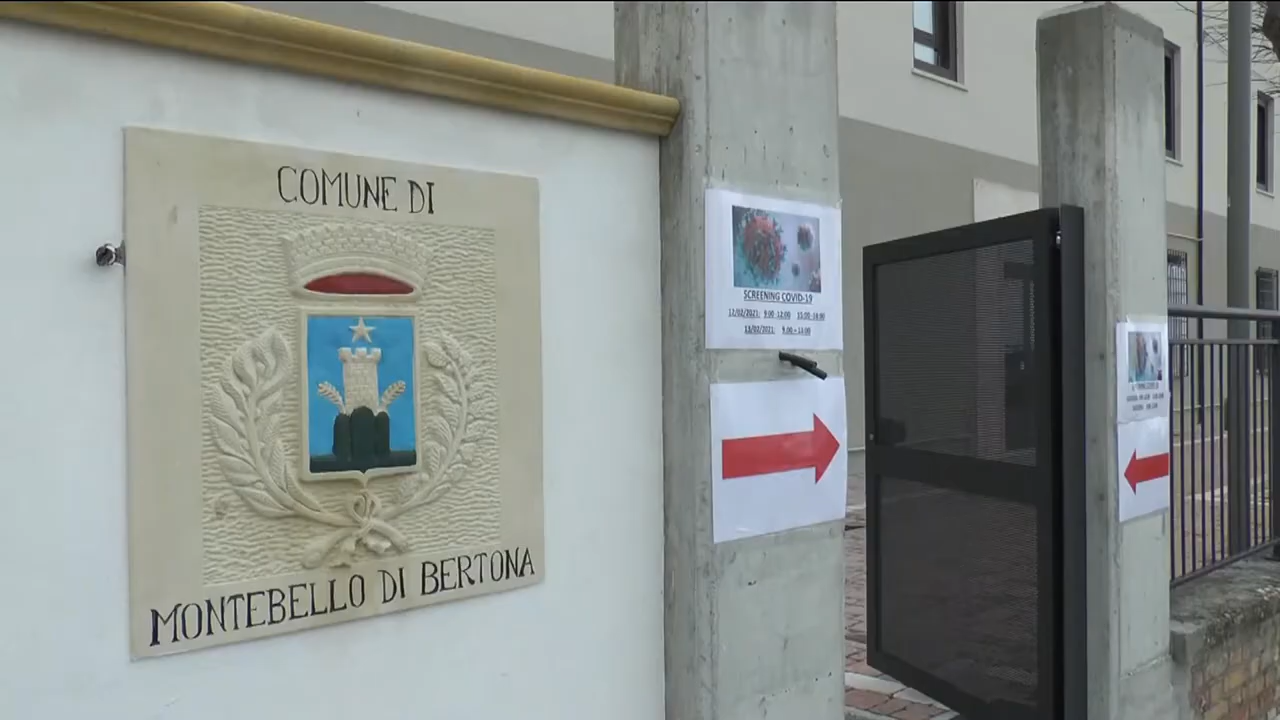 COMUNE DI
MONTEBELLO DI BERTONA
SCREENING COVID-19
12/02/2021: 9.00 12.00 15.00-18.00
13/02/2021: 9.00 – 13.00